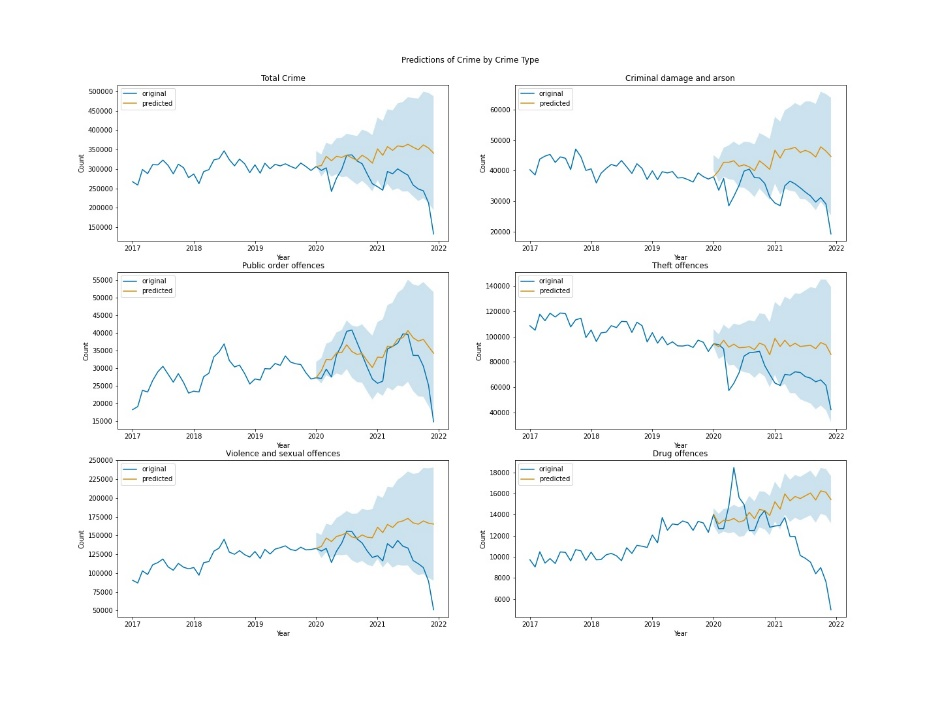 Predictions of Crime by Crime Type
Total Crime
original
predicted
500000
450000
400000
350000
300000
250000
200000
150000
Count
2017 2018 2019 2020 2021 2022
Year
Criminal damage and arson
original
predicted
60000
50000
40000
30000
20000
Count
2017 2018 2019 2020 2021 2022
Year
Public order offences
original
predicted
55000
50000
45000
40000
35000
30000
25000
20000
15000
Count
2017 2018 2019 2020 2021 2022
Year
Theft offences
original
predicted
140000
120000
100000
80000
60000
40000
Count
2017 2018 2019 2020 2021 2022
Year
Violence and sexual offences
original
predicted
250000
225000
200000
175000
150000
125000
100000
75000
50000
Count
2017 2018 2019 2020 2021 2022
Year
Drug offences
original
predicted
18000
16000
14000
12000
10000
8000
6000
Count
2017 2018 2019 2020 2021 2022
Year